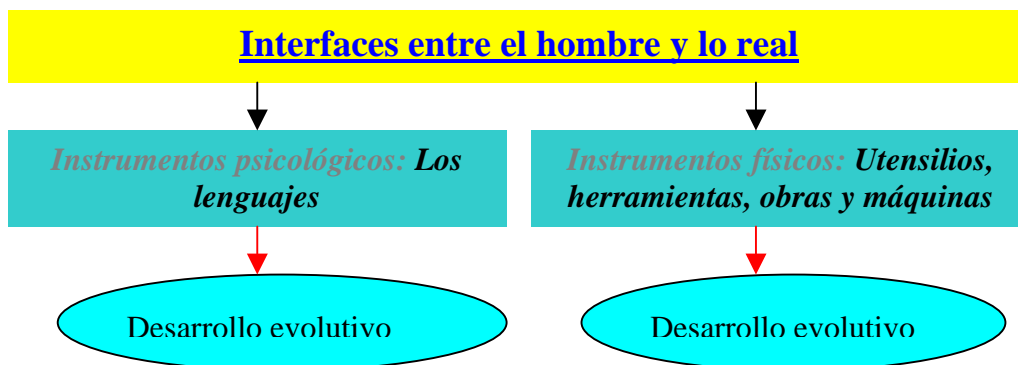 Interfaces entre el hombre y lo real
Instrumentos psicológicos: Los
lenguajes
Instrumentos físicos: Utensilios,
herramientas, obras y máquinas
Desarrollo evolutivo
Desarrollo evolutivo